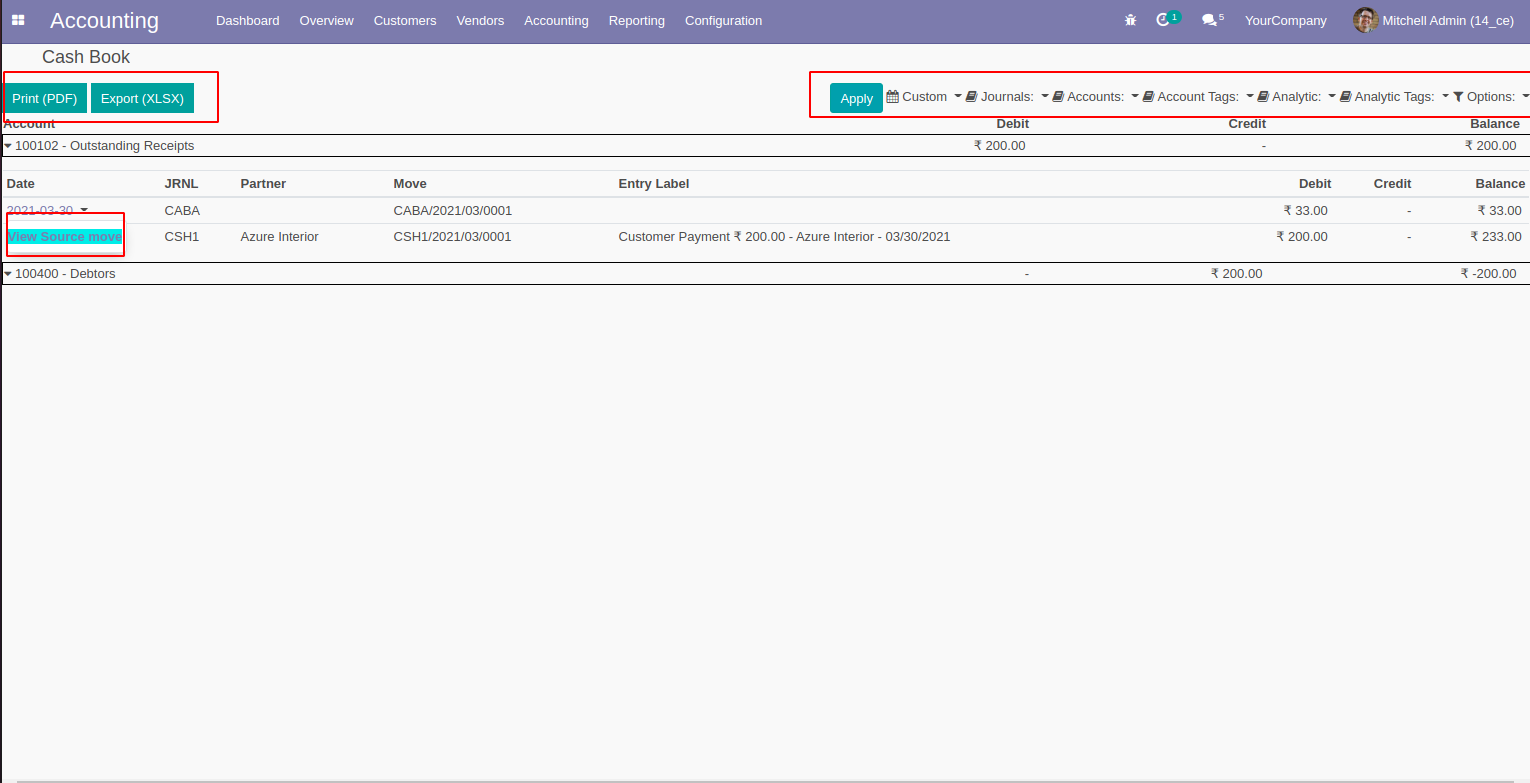 Accounting Dashboard Overview Customers Vendors Accounting Reporting Configuration 1 5 YourCompany Mitchell Admin (14_ce)
Cash Book
Print (PDF) Export (XLSX) Apply Custom Journals: Accounts: Account Tags: Analytic: Analytic Tags: Options:
Account Debit Credit Balance
100102 - Outstanding Receipts ₹ 200.00 - ₹ 200.00
Date JRNL Partner Move Entry Label Debit Credit Balance
2021-03-30 CABA CABA/2021/03/0001 ₹ 33.00 - ₹ 33.00
View Source move CSH1 Azure Interior CSH1/2021/03/0001 Customer Payment ₹ 200.00 - Azure Interior - 03/30/2021 ₹ 200.00 - ₹ 233.00
100400 - Debtors - ₹ 200.00 ₹ -200.00